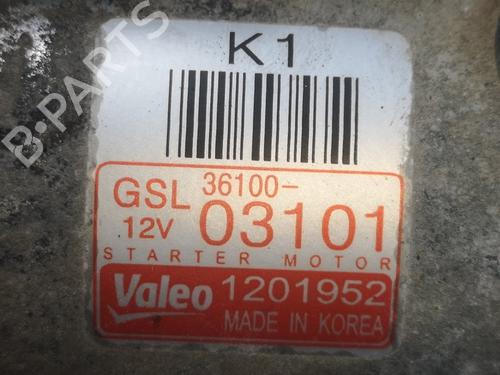 K1
GSL 36100-
12V 03101
STARTER MOTOR
Valeo 1201952
MADE IN KOREA
B-PARTS